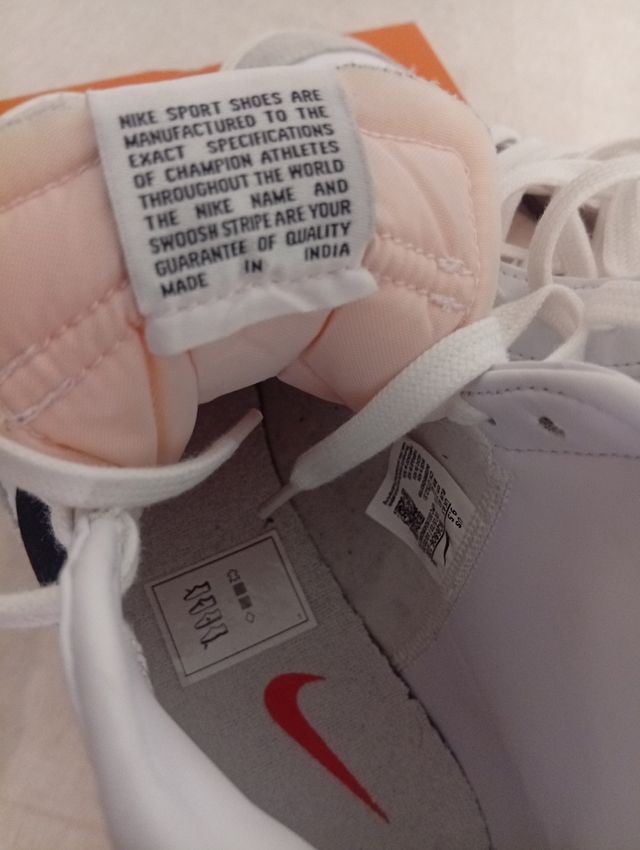 NIKE SPORT SHOES ARE
MANUFACTURED TO THE
EXACT SPECIFICATIONS
OF CHAMPION ATHLETES
THROUGHOUT THE WORLD
THE NIKE NAME AND
SWOOSH STRIPE ARE YOUR
GUARANTEE OF QUALITY
MADE IN INDIA